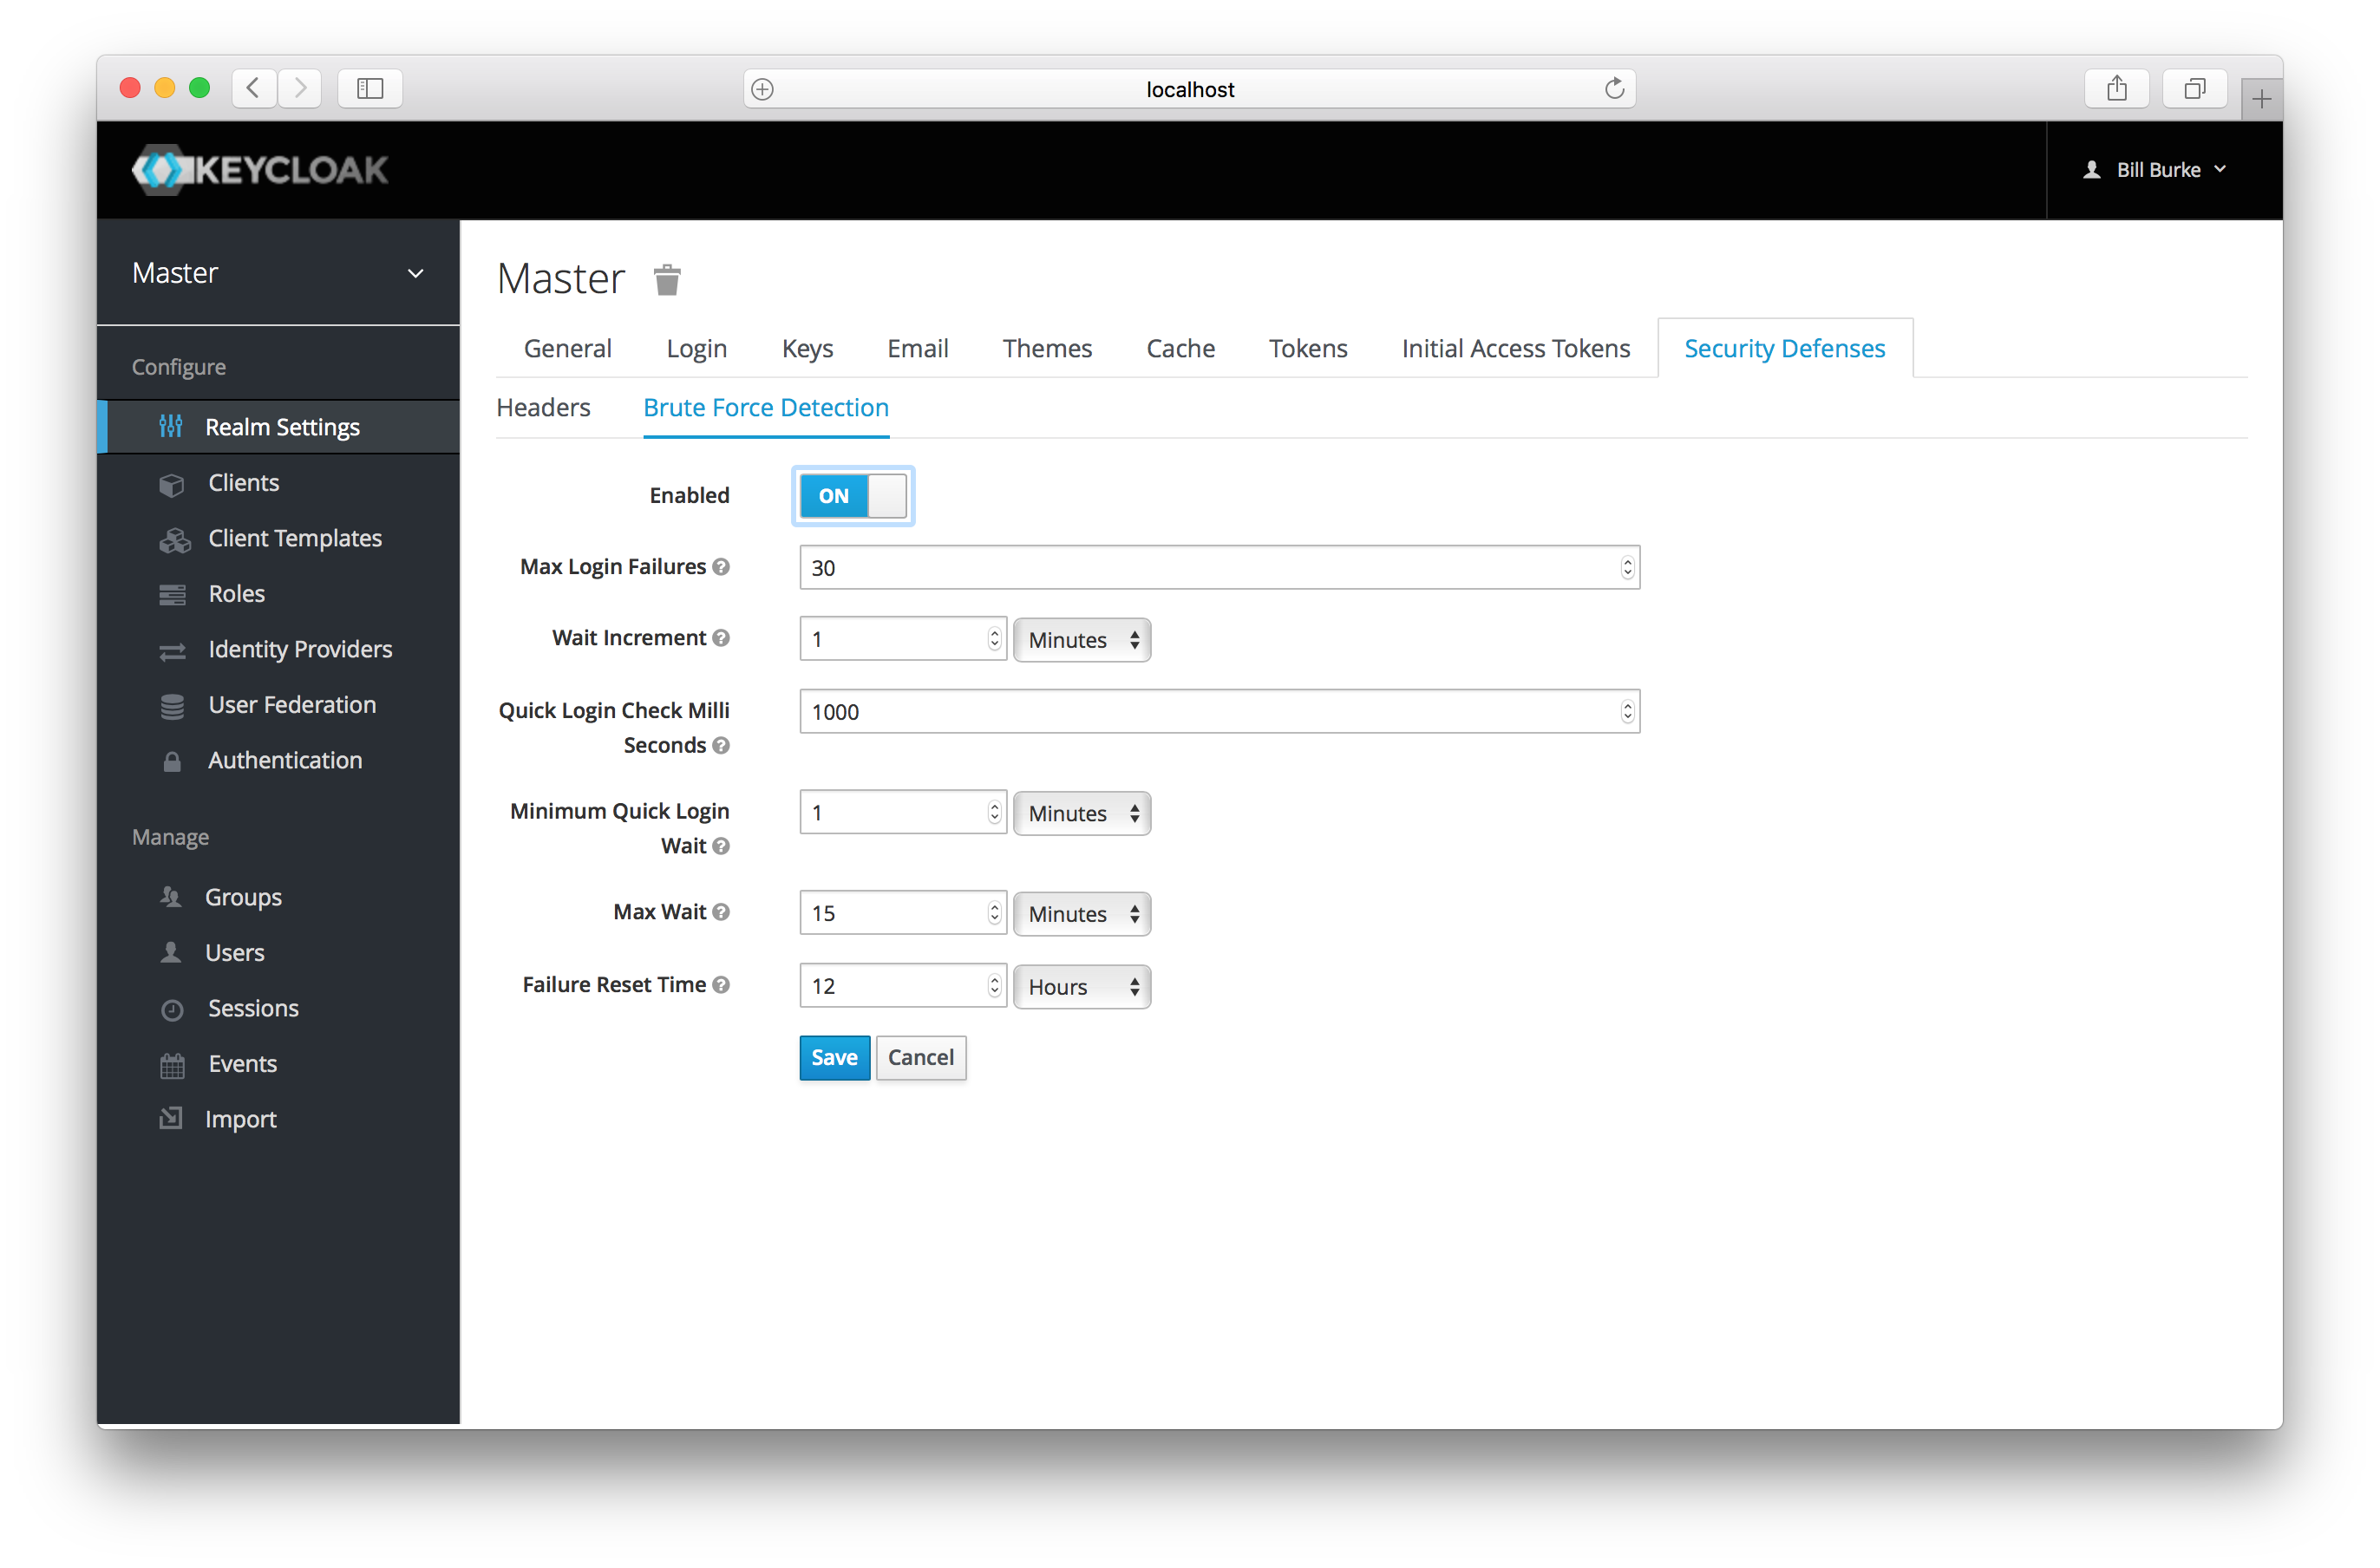 localhost
KEYCLOAK
Bill Burke
Master
Configure
Realm Settings
Clients
Client Templates
Roles
Identity Providers
User Federation
Authentication
Manage
Groups
Users
Sessions
Events
Import
Master
General Login Keys Email Themes Cache Tokens Initial Access Tokens Security Defenses
Headers Brute Force Detection
Enabled ON
Max Login Failures 30
Wait Increment 1 Minutes
Quick Login Check Milli
Seconds
1000
Minimum Quick Login
Wait
1 Minutes
Max Wait 15 Minutes
Failure Reset Time 12 Hours
Save Cancel